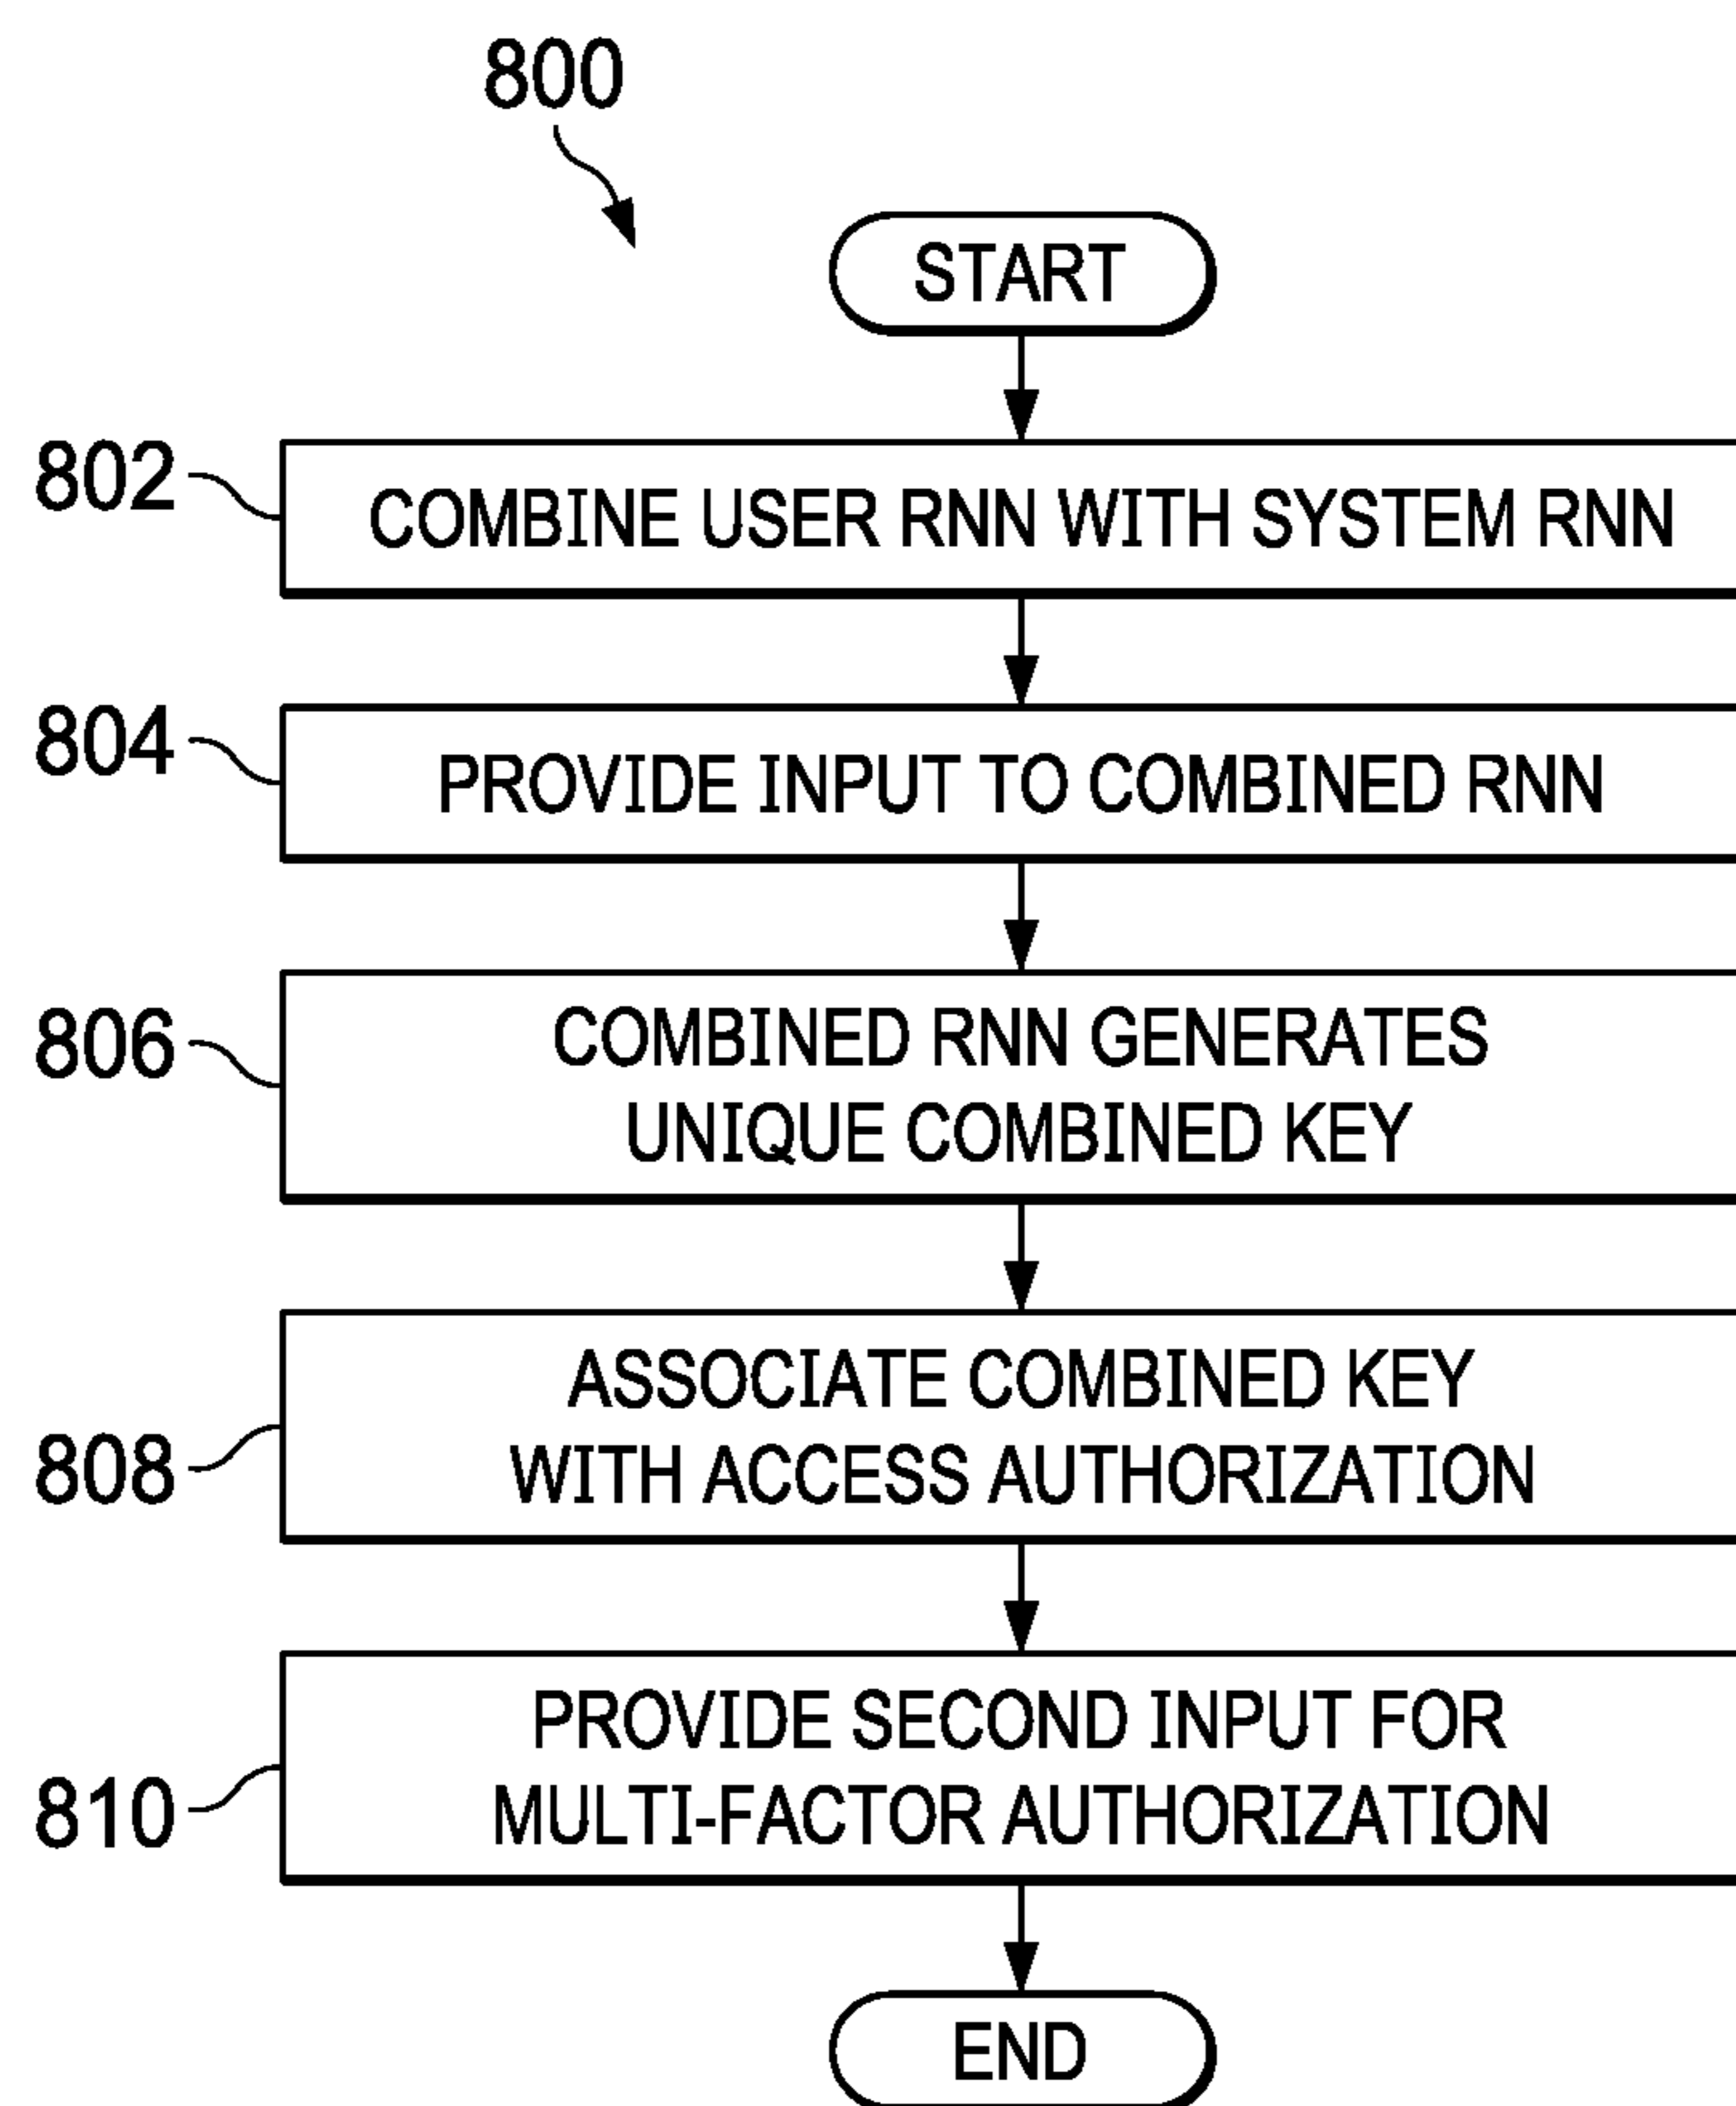 800
START
802
COMBINE USER RNN WITH SYSTEM RNN
804
PROVIDE INPUT TO COMBINED RNN
806
COMBINED RNN GENERATES
UNIQUE COMBINED KEY
808
ASSOCIATE COMBINED KEY
WITH ACCESS AUTHORIZATION
810
PROVIDE SECOND INPUT FOR
MULTI-FACTOR AUTHORIZATION
END